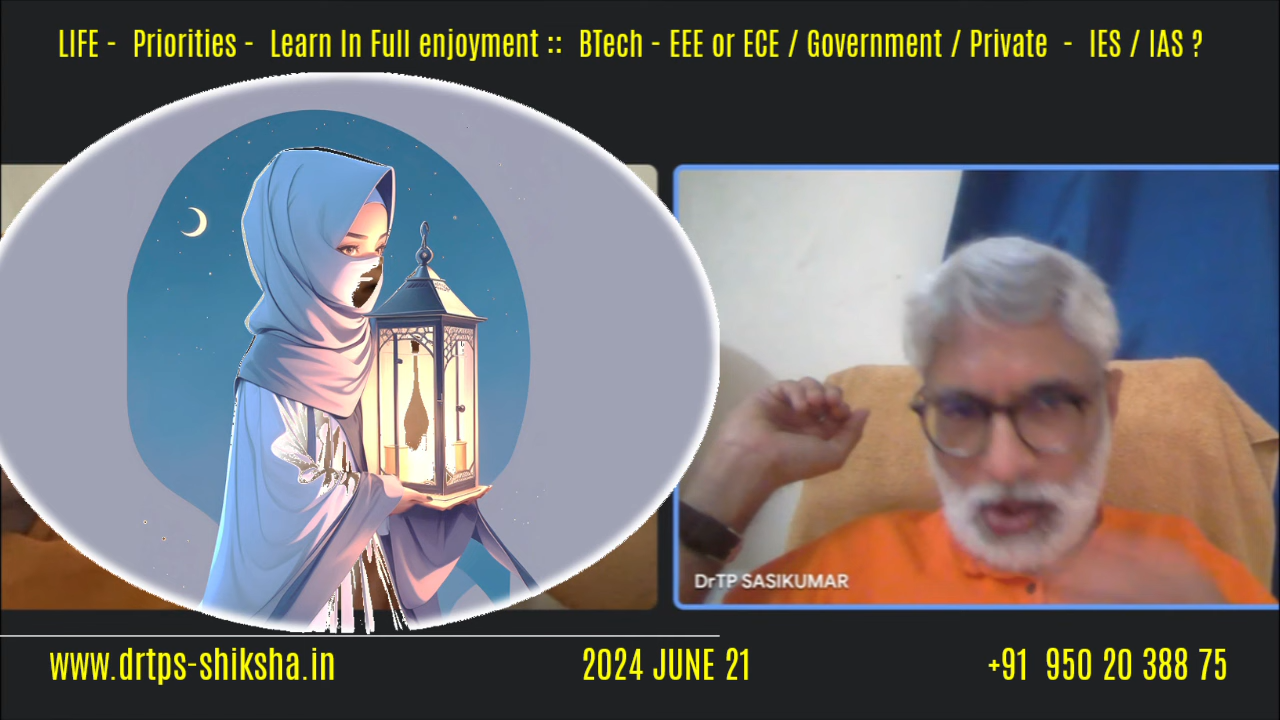 LIFE - Priorities - Learn In Full enjoyment :: BTech - EEE or ECE / Government / Private - IES / IAS ?
DrTP SASIKUMAR
www.drtps-shiksha.in 2024 JUNE 21 +91 950 20 388 75